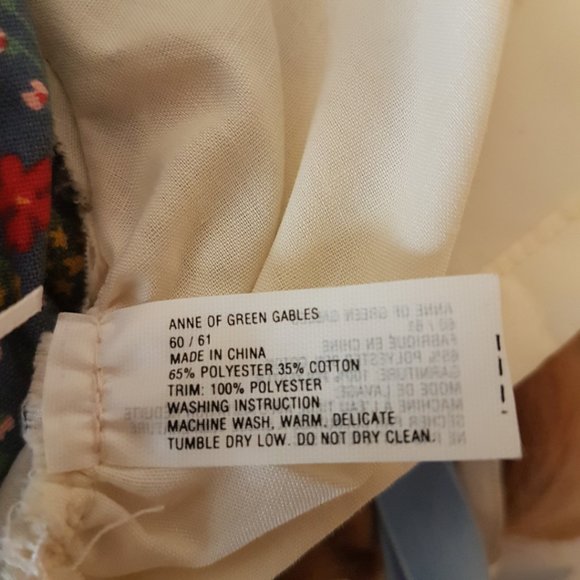 ANNE OF GREEN GABLES
60 / 61
MADE IN CHINA
65% POLYESTER 35% COTTON
TRIM: 100% POLYESTER
WASHING INSTRUCTION
MACHINE WASH, WARM, DELICATE
TUMBLE DRY LOW. DO NOT DRY CLEAN.